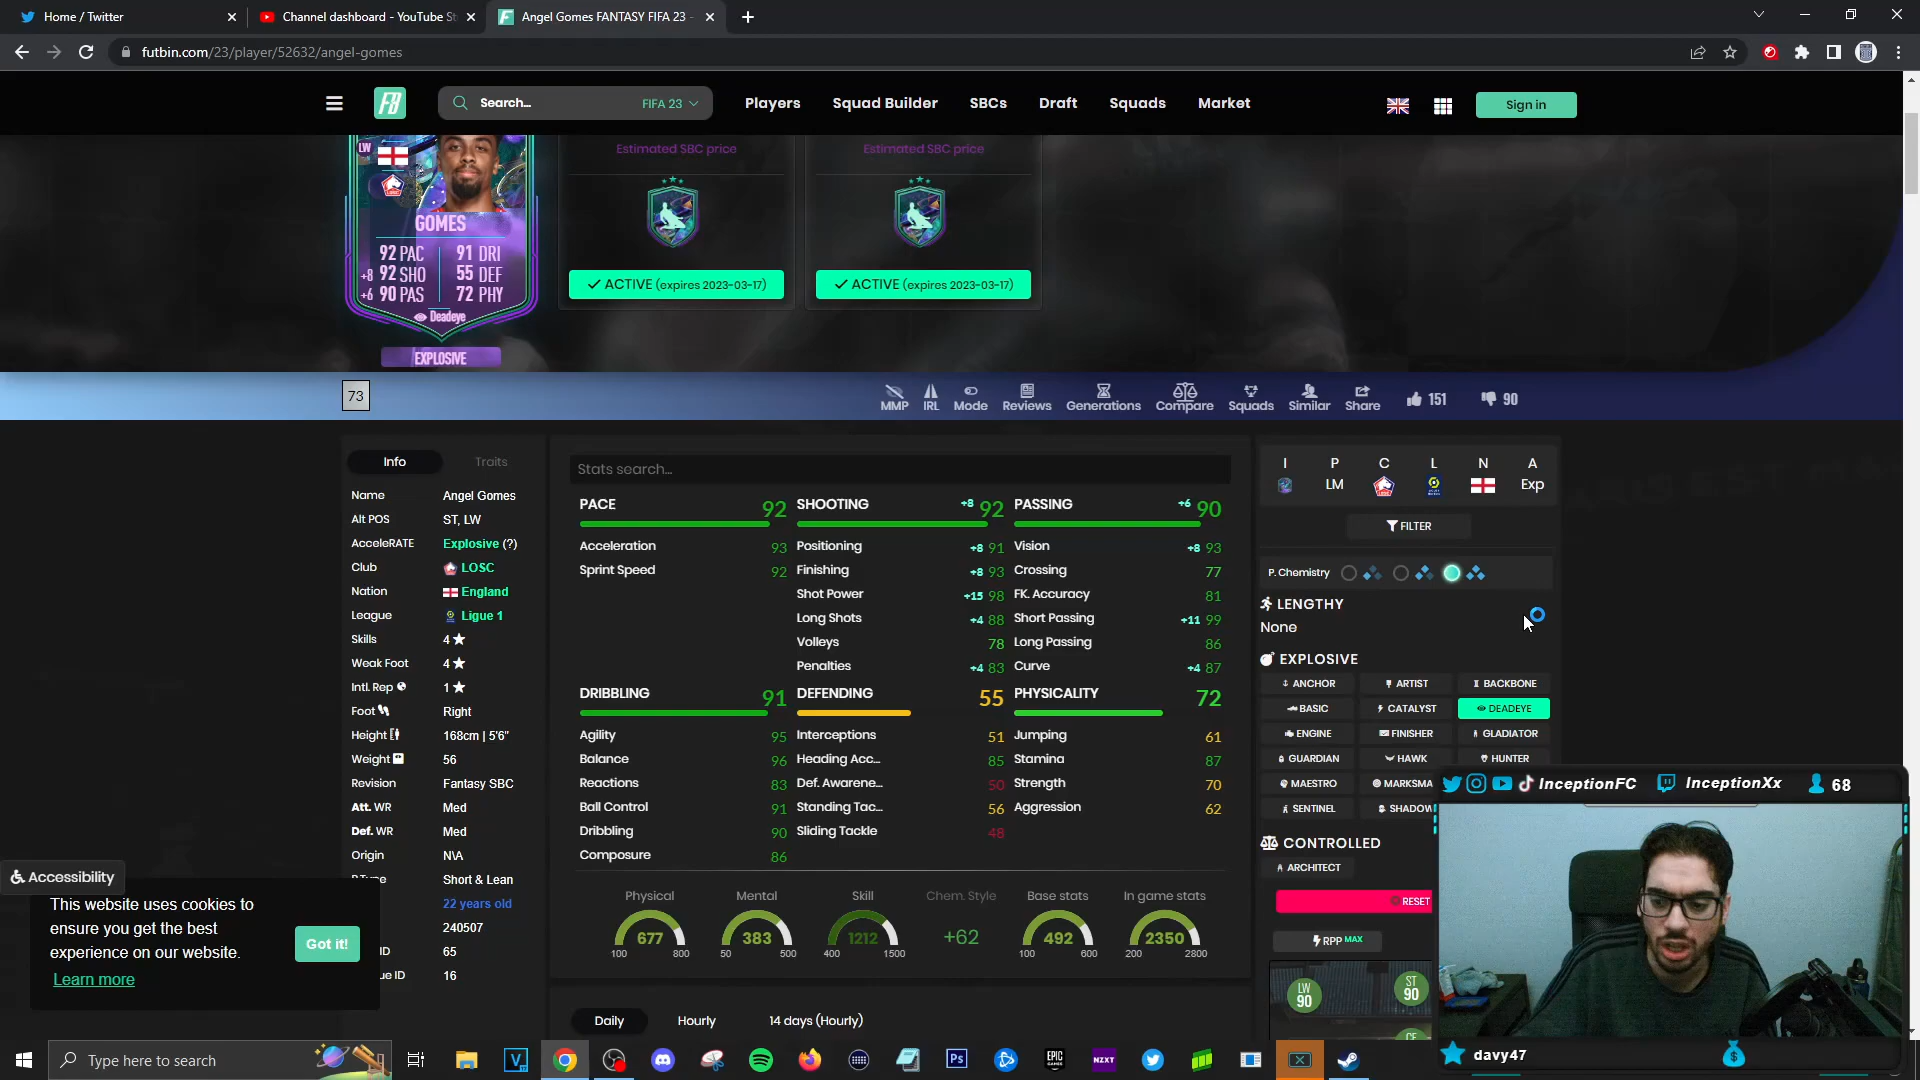 Home / Twitter
Channel dashboard - YouTube St
Angel Gomes FANTASY FIFA 23 -
futbin.com/23/player/52632/angel-gomes
FB
Search...
FIFA 23
Players
Squad Builder
SBCs
Draft
Squads
Market
Sign in
LW
LOSC
GOMES
92 PAC
91 DRI
+8 92 SHO
55 DEF
+6 90 PAS
72 PHY
Deadeye
EXPLOSIVE
Estimated SBC price
ACTIVE (expires 2023-03-17)
Estimated SBC price
ACTIVE (expires 2023-03-17)
73
MMP
IRL
Mode
Reviews
Generations
Compare
Squads
Similar
Share
151
90
Info
Traits
Name Angel Gomes
Alt POS ST, LW
AcceleRATE Explosive (?)
Club LOSC
Nation England
League Ligue 1
Skills 4
Weak Foot 4
Intl. Rep 1
Foot Right
Height 168cm | 5'6"
Weight 56
Revision Fantasy SBC
Att. WR Med
Def. WR Med
Origin N\A
Short & Lean
22 years old
240507
ID 65
ue ID 16
Stats search...
PACE 92
Acceleration 93
Sprint Speed 92
SHOOTING +8 92
Positioning +8 91
Finishing +8 93
Shot Power +15 98
Long Shots +4 88
Volleys 78
Penalties +4 83
PASSING +6 90
Vision +8 93
Crossing 77
FK. Accuracy 81
Short Passing +11 99
Long Passing 86
Curve +4 87
DRIBBLING 91
Agility 95
Balance 96
Reactions 83
Ball Control 91
Dribbling 90
Composure 86
DEFENDING 55
Interceptions 51
Heading Acc... 85
Def. Awarene... 50
Standing Tac... 56
Sliding Tackle 48
PHYSICALITY 72
Jumping 61
Stamina 87
Strength 70
Aggression 62
Physical
677
100 800
Mental
383
50 500
Skill
1212
400 1500
Chem. Style
+62
Base stats
492
100 600
In game stats
2350
200 2800
Daily
Hourly
14 days (Hourly)
I P C L N A
LM
Exp
FILTER
P. Chemistry
LENGTHY
None
EXPLOSIVE
ANCHOR
ARTIST
BACKBONE
BASIC
CATALYST
DEADEYE
ENGINE
FINISHER
GLADIATOR
GUARDIAN
HAWK
HUNTER
MAESTRO
MARKSMA
SENTINEL
SHADOW
CONTROLLED
ARCHITECT
RESET
RPP MAX
LW
90
ST
90
CF
Accessibility
This website uses cookies to
ensure you get the best
experience on our website.
Learn more
Got it!
InceptionFC
InceptionXx
68
davy47
Type here to search
V
Ps
EPIC
GAMES
NZXT